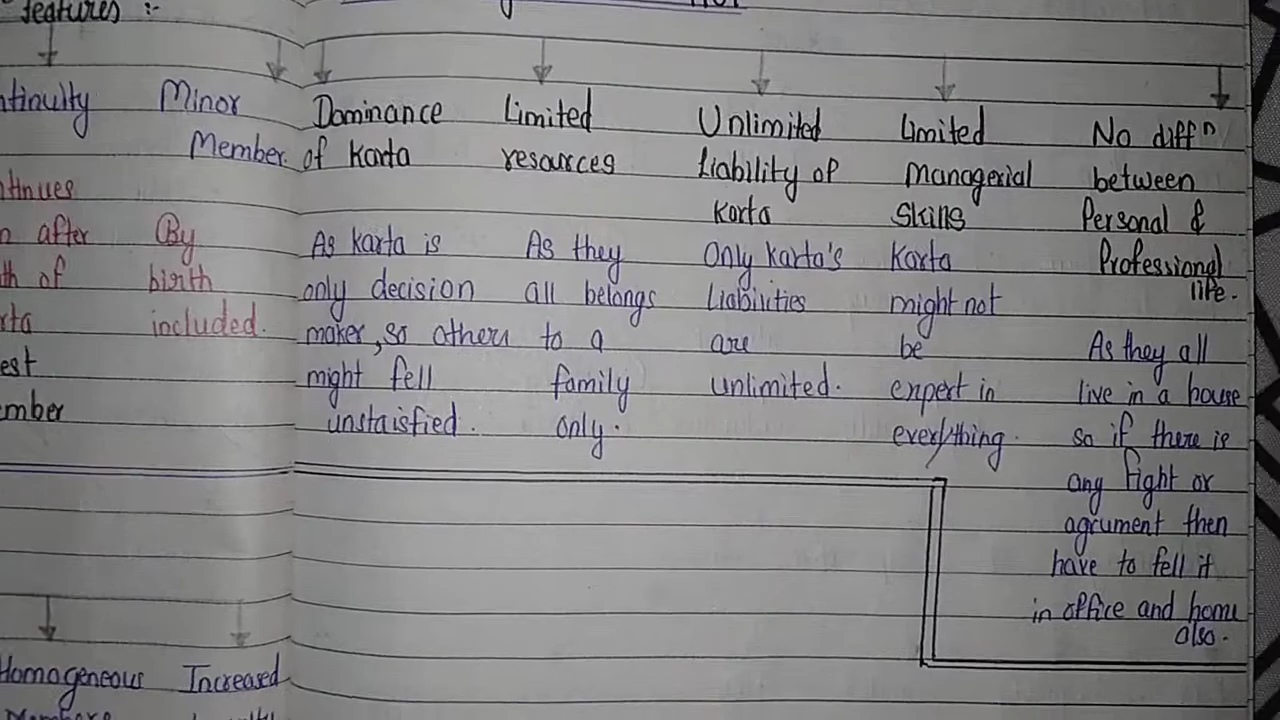 features :-
ntinuity
Minor
Member
ntinues
n after
th of
rta
est
ember
By
birth
included.
Dominance
of Karta
As Karta is
only decision
maker, so others
might fell
unstaisfied.
Limited
resources
As they
all belongs
to a
family
only.
Unlimited
Liability of
Karta
Only karta's
Liabilities
are
unlimited.
Limited
Managerial
Skills
Karta
might not
be
expert in
everything.
No diffn
between
Personal &
Professional
life.
As they all
live in a house
so if there is
any fight or
agrument then
have to fell it
in office and home
also.
Homogeneous
Members
Increased